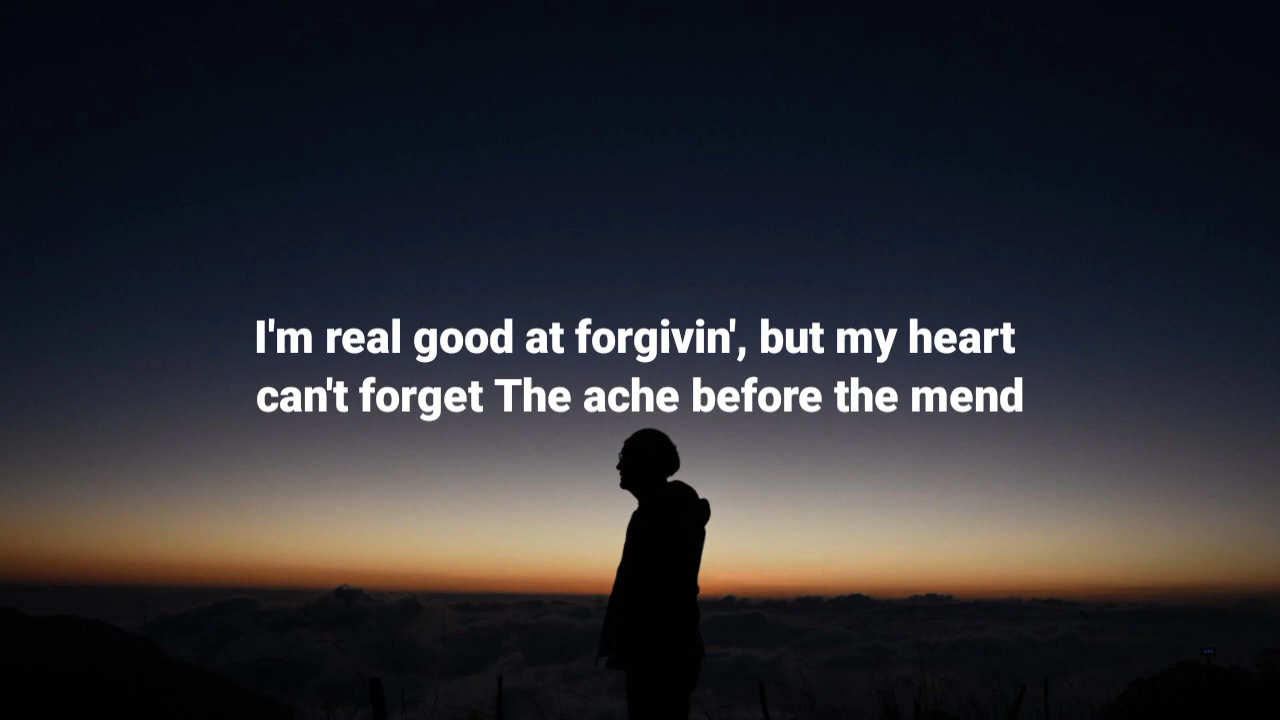 I'm real good at forgivin', but my heart
can't forget The ache before the mend